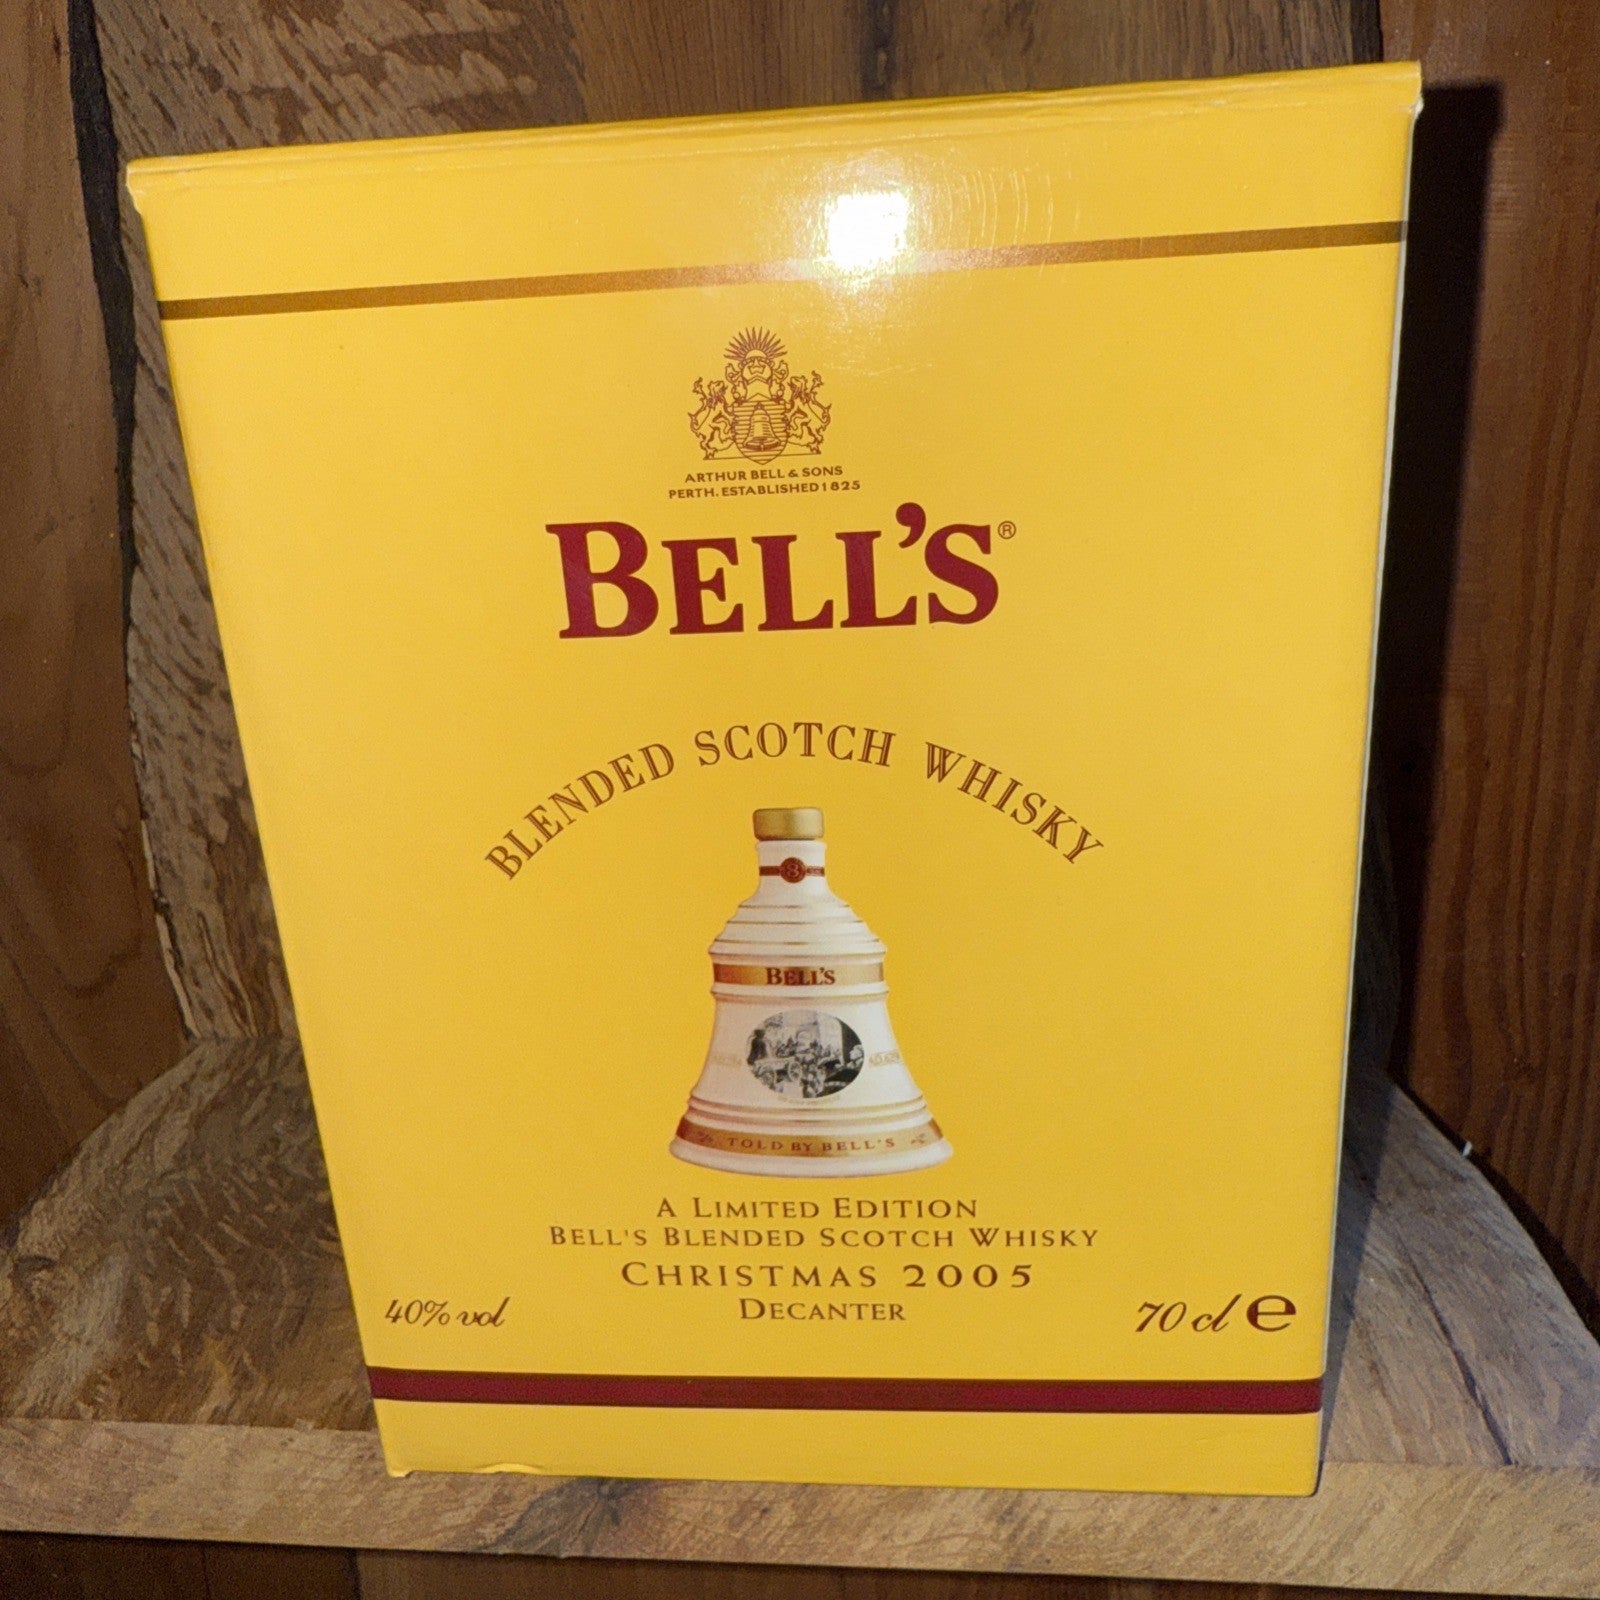 ARTHUR BELL & SONS
PERTH. ESTABLISHED 1825
BELL'S®
BLENDED SCOTCH WHISKY
8
BELL'S
TOLD BY BELL'S
A LIMITED EDITION
BELL'S BLENDED SCOTCH WHISKY
CHRISTMAS 2005
DECANTER
40% vol
70 cl e